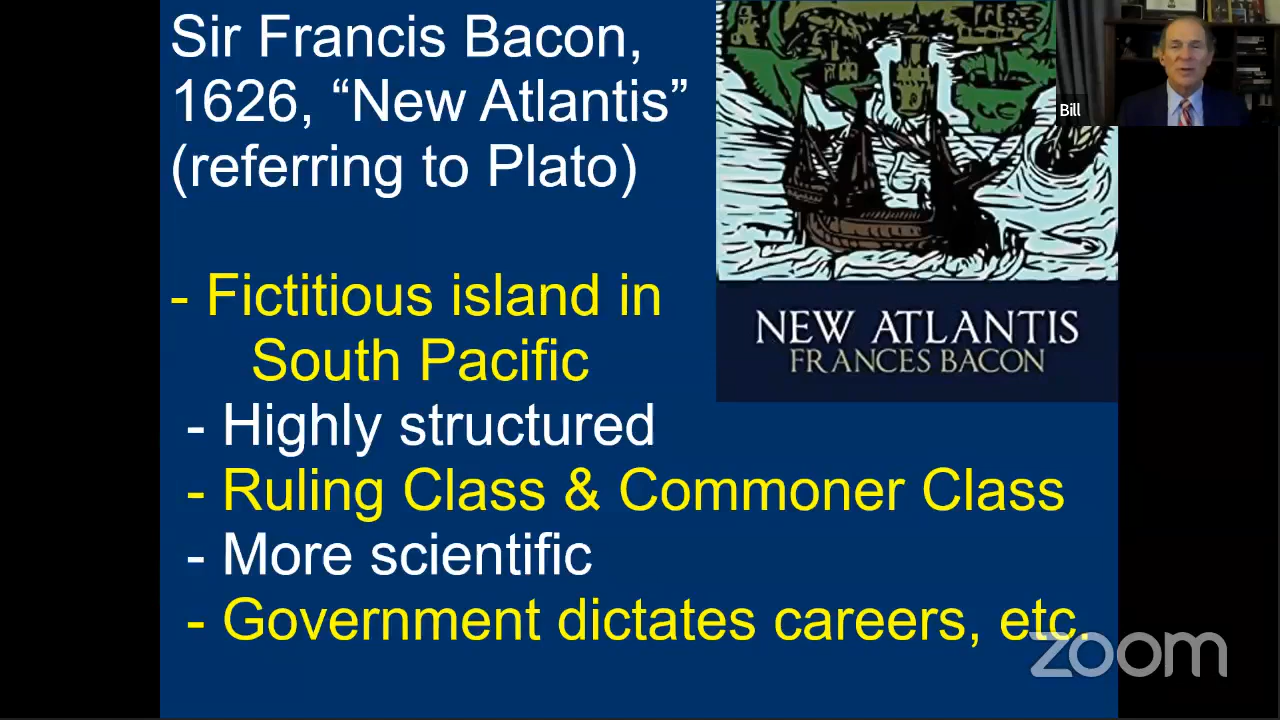 Sir Francis Bacon,
1626, “New Atlantis”
(referring to Plato)
- Fictitious island in
South Pacific
- Highly structured
- Ruling Class & Commoner Class
- More scientific
- Government dictates careers, etc.
NEW ATLANTIS
FRANCES BACON
Bill
zoom